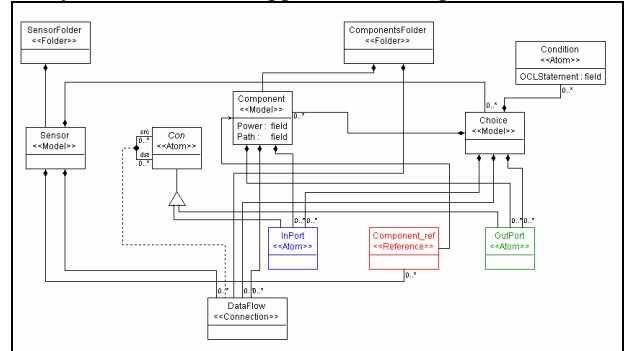 SensorFolder
<<Folder>>
ComponentsFolder
<<Folder>>
Condition
<<Atom>>
OCLStatement : field
0..*
Component
<<Model>>
Power : field
Path : field
0..*
0..*
Choice
<<Model>>
Sensor
<<Model>>
src
0..*
dst
0..*
Con
<<Atom>>
0..*
0..*
0..*
0..*
InPort
<<Atom>>
Component_ref
<<Reference>>
0..*
OutPort
<<Atom>>
0..*
0..*
0..*
DataFlow
<<Connection>>